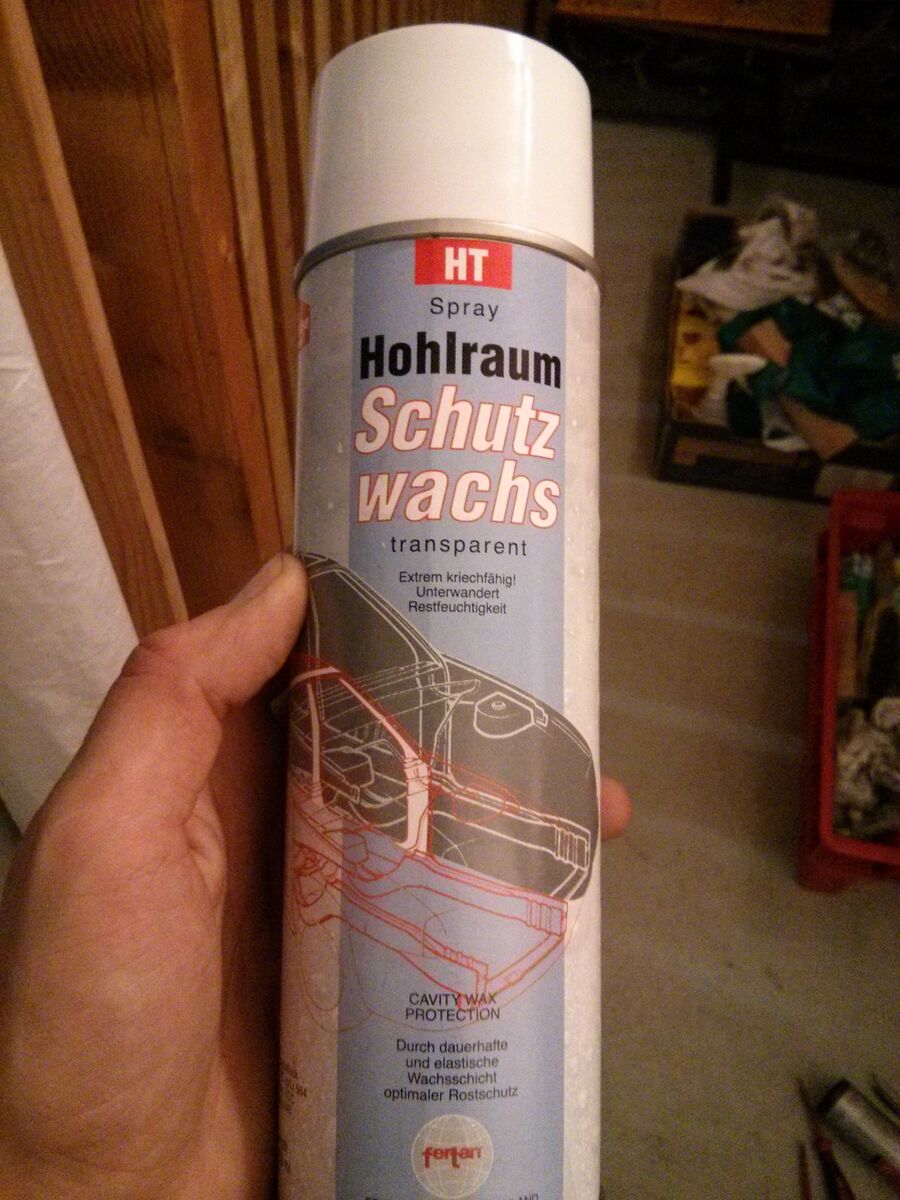 HT
Spray
Hohlraum
Schutz
wachs
transparent
Extrem kriechfähig!
Unterwandert
Restfeuchtigkeit
CAVITY WAX
PROTECTION
Durch dauerhafte
und elastische
Wachsschicht
optimaler Rostschutz
fertan